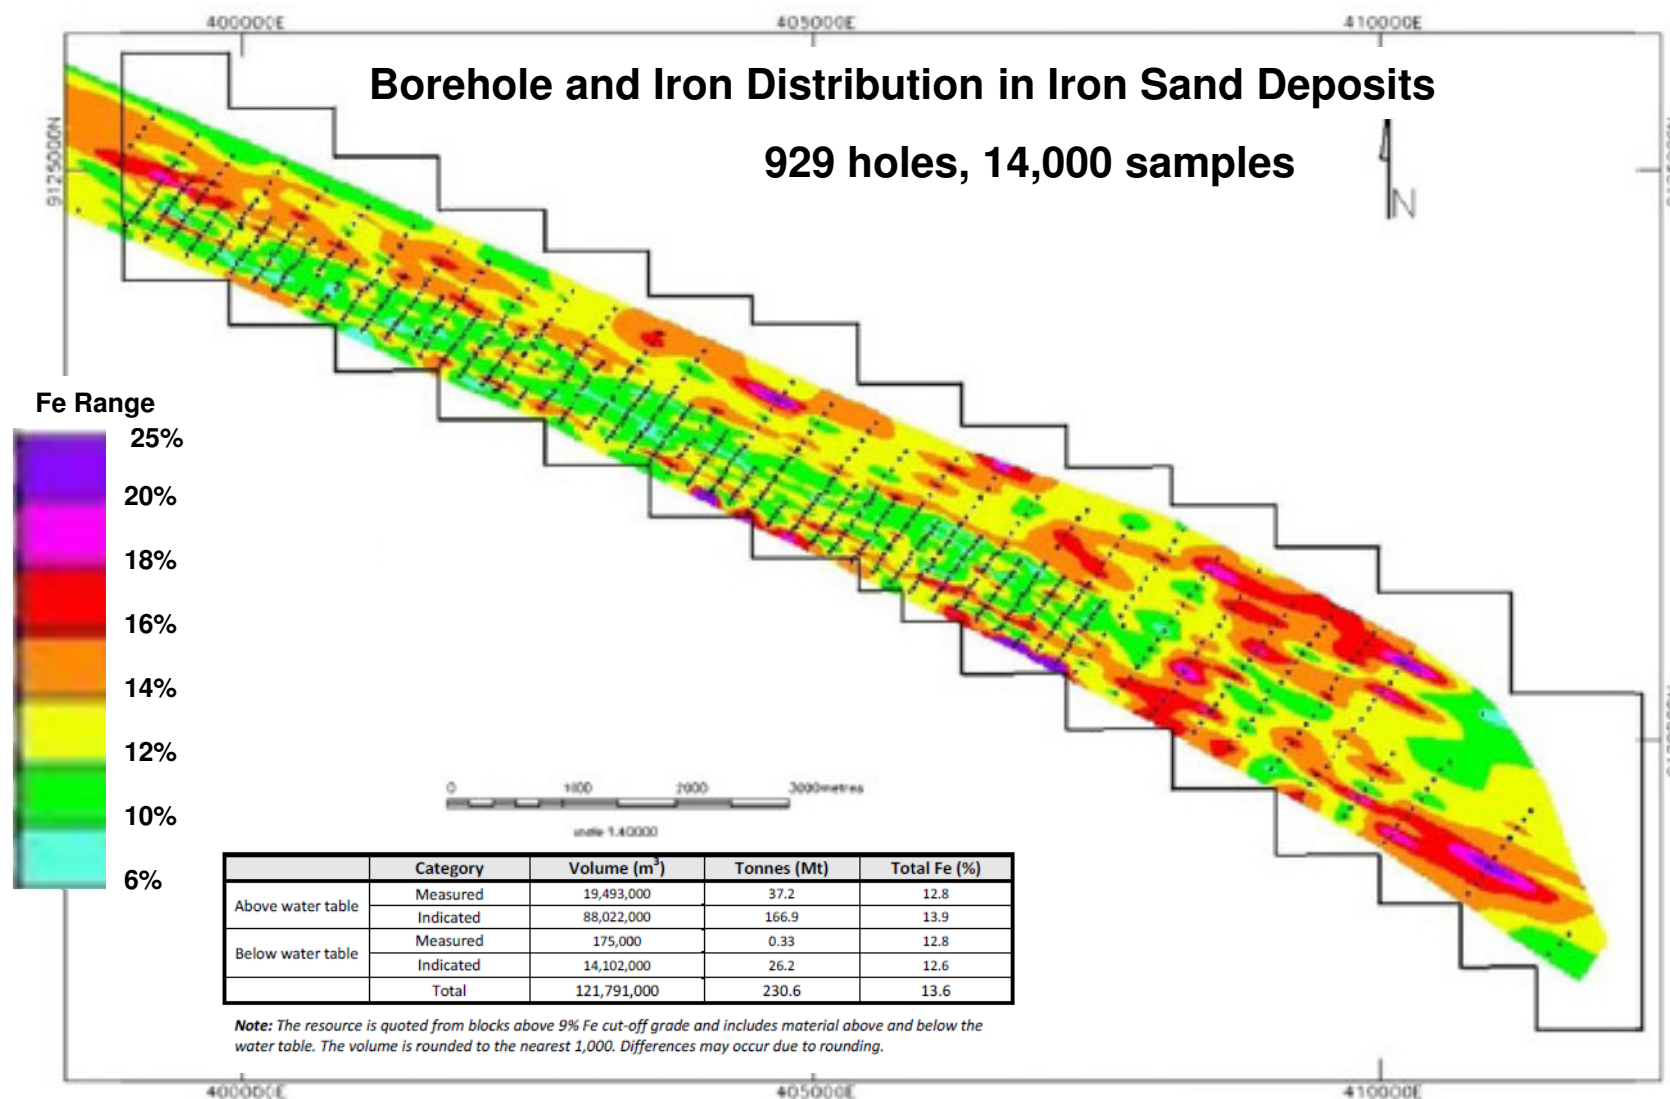 400000E 405000E 410000E
Borehole and Iron Distribution in Iron Sand Deposits
929 holes, 14,000 samples
9125000N
N
Fe Range
25%
20%
18%
16%
14%
12%
10%
6%
0 1000 2000 3000metres
scale 1:40000
Category Volume (m³) Tonnes (Mt) Total Fe (%)
Above water table Measured 19,493,000 37.2 12.8
Indicated 88,022,000 166.9 13.9
Below water table Measured 175,000 0.33 12.8
Indicated 14,102,000 26.2 12.6
Total 121,791,000 230.6 13.6
Note: The resource is quoted from blocks above 9% Fe cut-off grade and includes material above and below the
water table. The volume is rounded to the nearest 1,000. Differences may occur due to rounding.
400000E 405000E 410000E